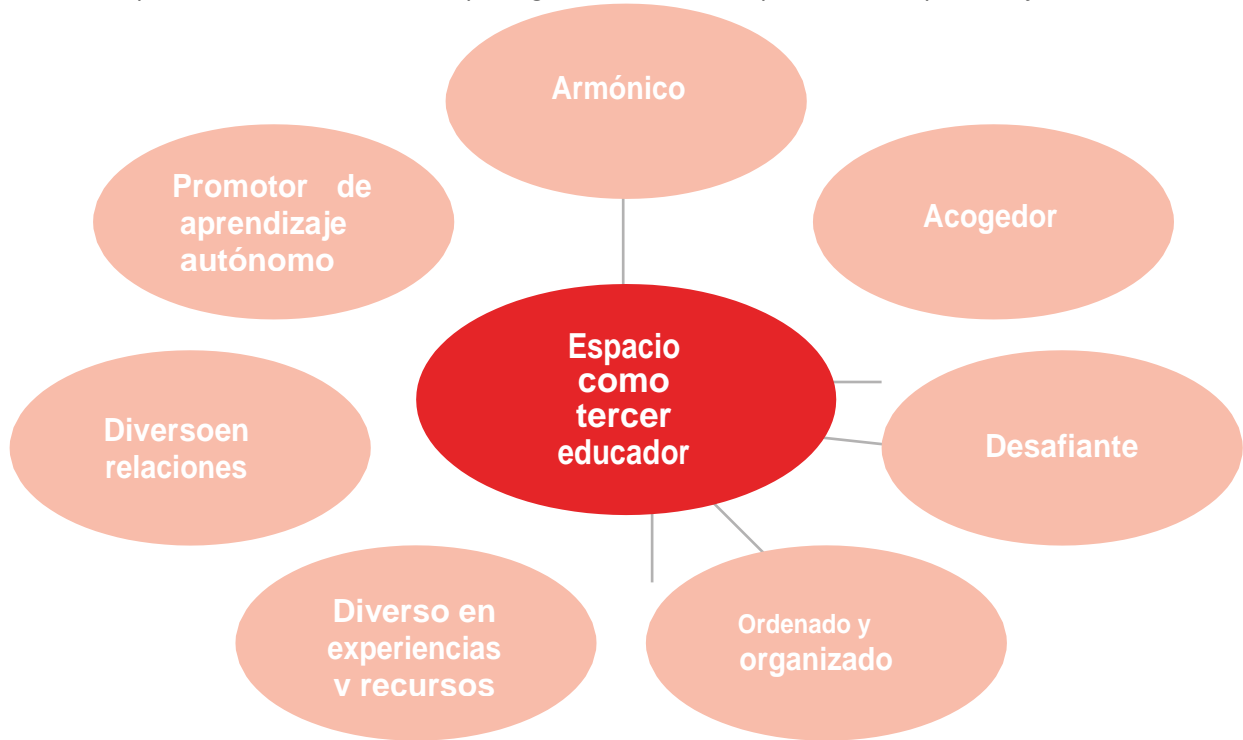 Armónico
Acogedor
Desafiante
Ordenado y
organizado
Diverso en
experiencias
v recursos
Diversoen
relaciones
Promotor de
aprendizaje
autónomo
Espacio
como
tercer
educador